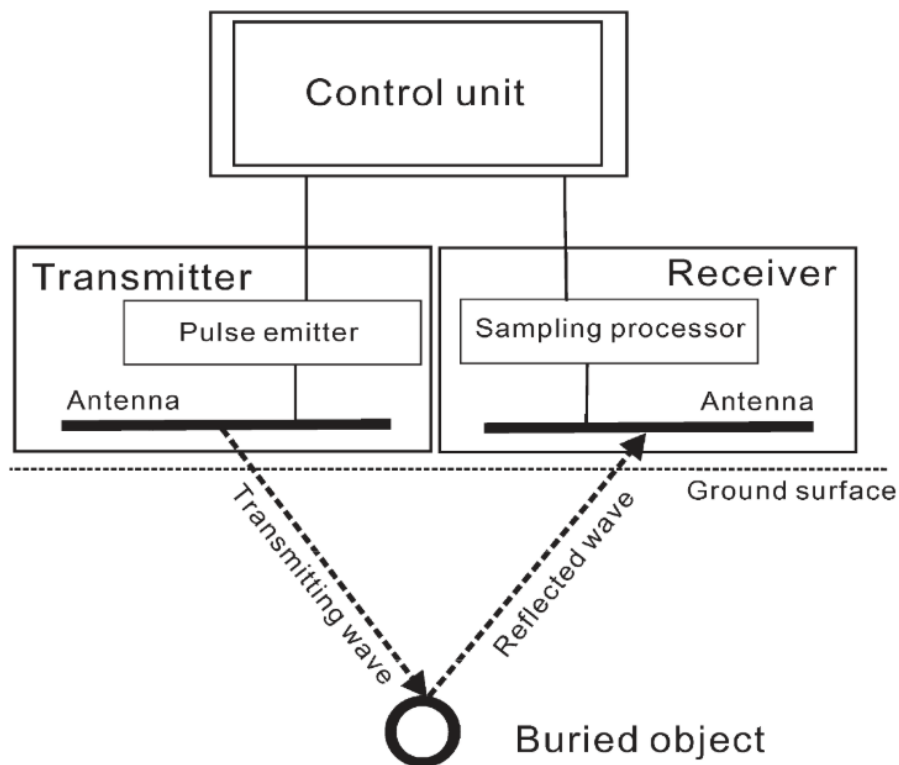 Control unit
Transmitter
Receiver
Pulse emitter
Sampling processor
Antenna
Antenna
Ground surface
Transmitting wave
Reflected wave
Buried object